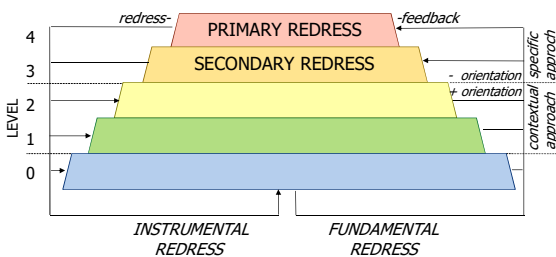 redress-
-feedback
4
PRIMARY REDRESS
3
SECONDARY REDRESS
- orientation
2
+ orientation
1
0
LEVEL
specific
approch
contextual
approach
INSTRUMENTAL
REDRESS
FUNDAMENTAL
REDRESS